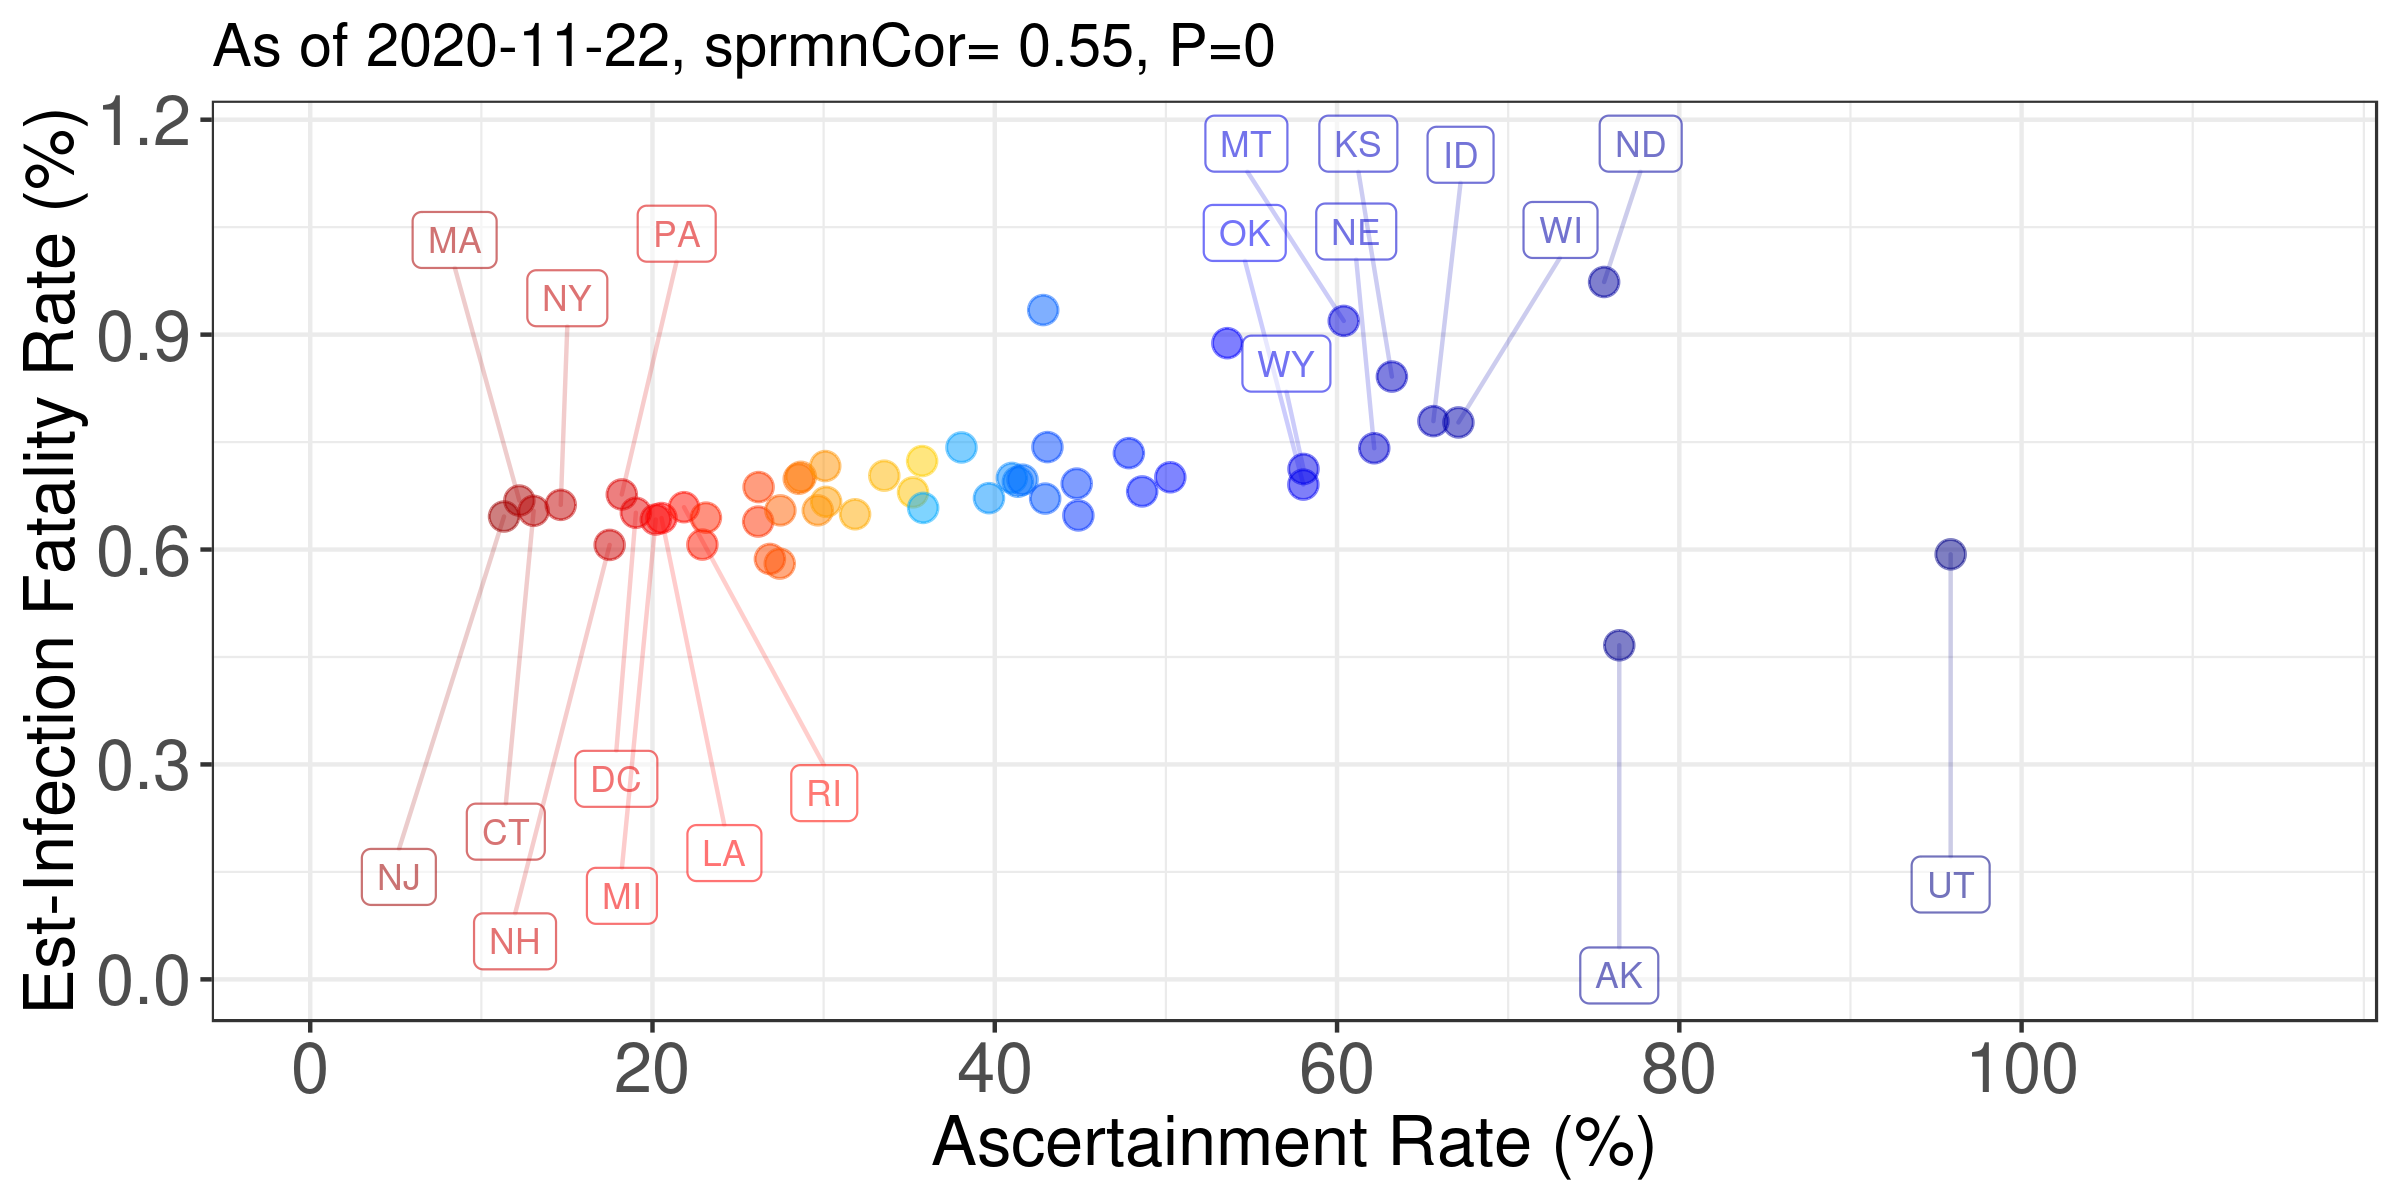 As of 2020-11-22, sprmnCor= 0.55, P=0
Est-Infection Fatality Rate (%)
1.2
0.9
0.6
0.3
0.0
MT
KS
ID
ND
MA
PA
OK
NE
WI
NY
WY
DC
RI
CT
LA
NJ
MI
UT
NH
AK
0
20
40
60
80
100
Ascertainment Rate (%)